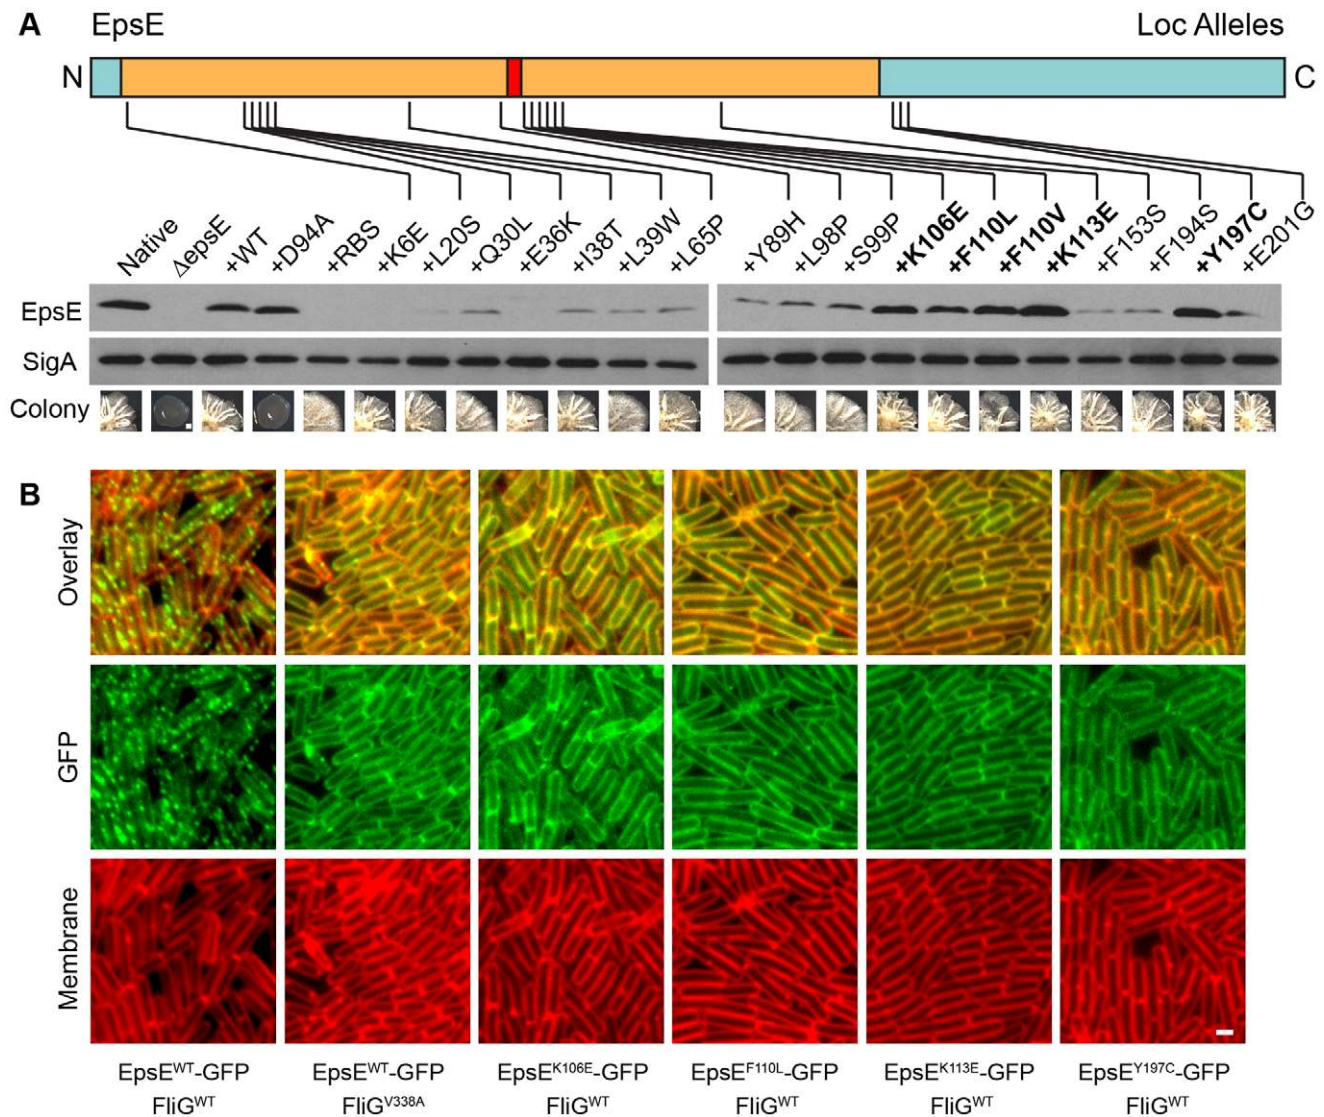 A EpsE Loc Alleles
N C
Native ΔepsE +WT +D94A +RBS +K6E +L20S +Q30L +E36K +I38T +L39W +L65P +Y89H +L98P +S99P +K106E +F110L +F110V +K113E +F153S +F194S +Y197C +E201G
EpsE
SigA
Colony
B
Overlay
GFP
Membrane
EpsE^WT-GFP EpsE^WT-GFP EpsE^K106E-GFP EpsE^F110L-GFP EpsE^K113E-GFP EpsE^Y197C-GFP
FliG^WT FliG^V338A FliG^WT FliG^WT FliG^WT FliG^WT